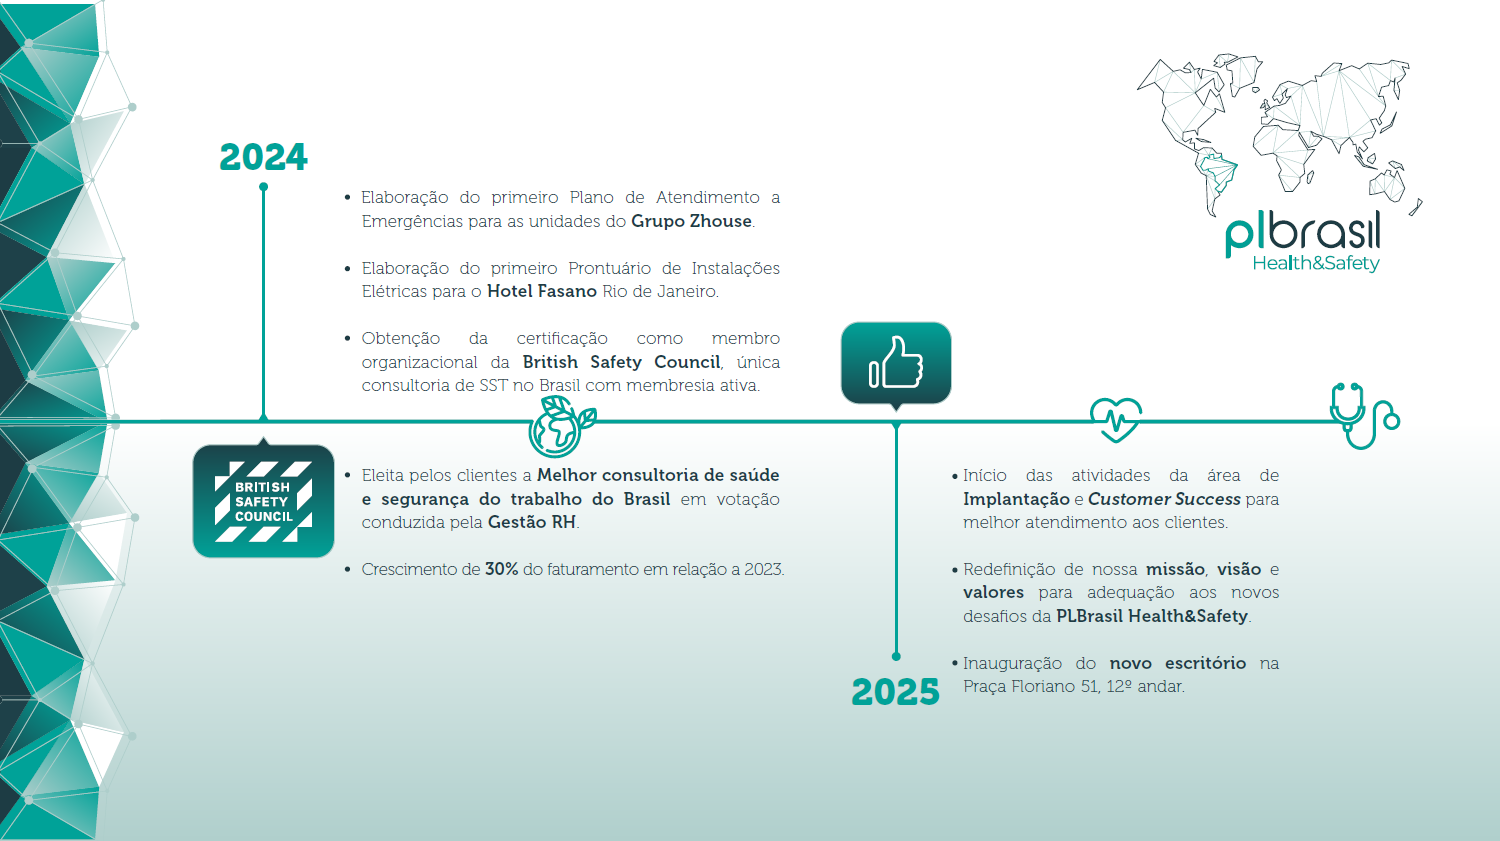 2024
• Elaboração do primeiro Plano de Atendimento a
Emergências para as unidades do Grupo Zhouse.
• Elaboração do primeiro Prontuário de Instalações
Elétricas para o Hotel Fasano Rio de Janeiro.
• Obtenção da certificação como membro
organizacional da British Safety Council, única
consultoria de SST no Brasil com membresia ativa.
plbrasil
Health&Safety
BRITISH
SAFETY
COUNCIL
• Eleita pelos clientes a Melhor consultoria de saúde
e segurança do trabalho do Brasil em votação
conduzida pela Gestão RH.
• Crescimento de 30% do faturamento em relação a 2023.
2025
• Início das atividades da área de
Implantação e Customer Success para
melhor atendimento aos clientes.
• Redefinição de nossa missão, visão e
valores para adequação aos novos
desafios da PLBrasil Health&Safety.
• Inauguração do novo escritório na
Praça Floriano 51, 12º andar.